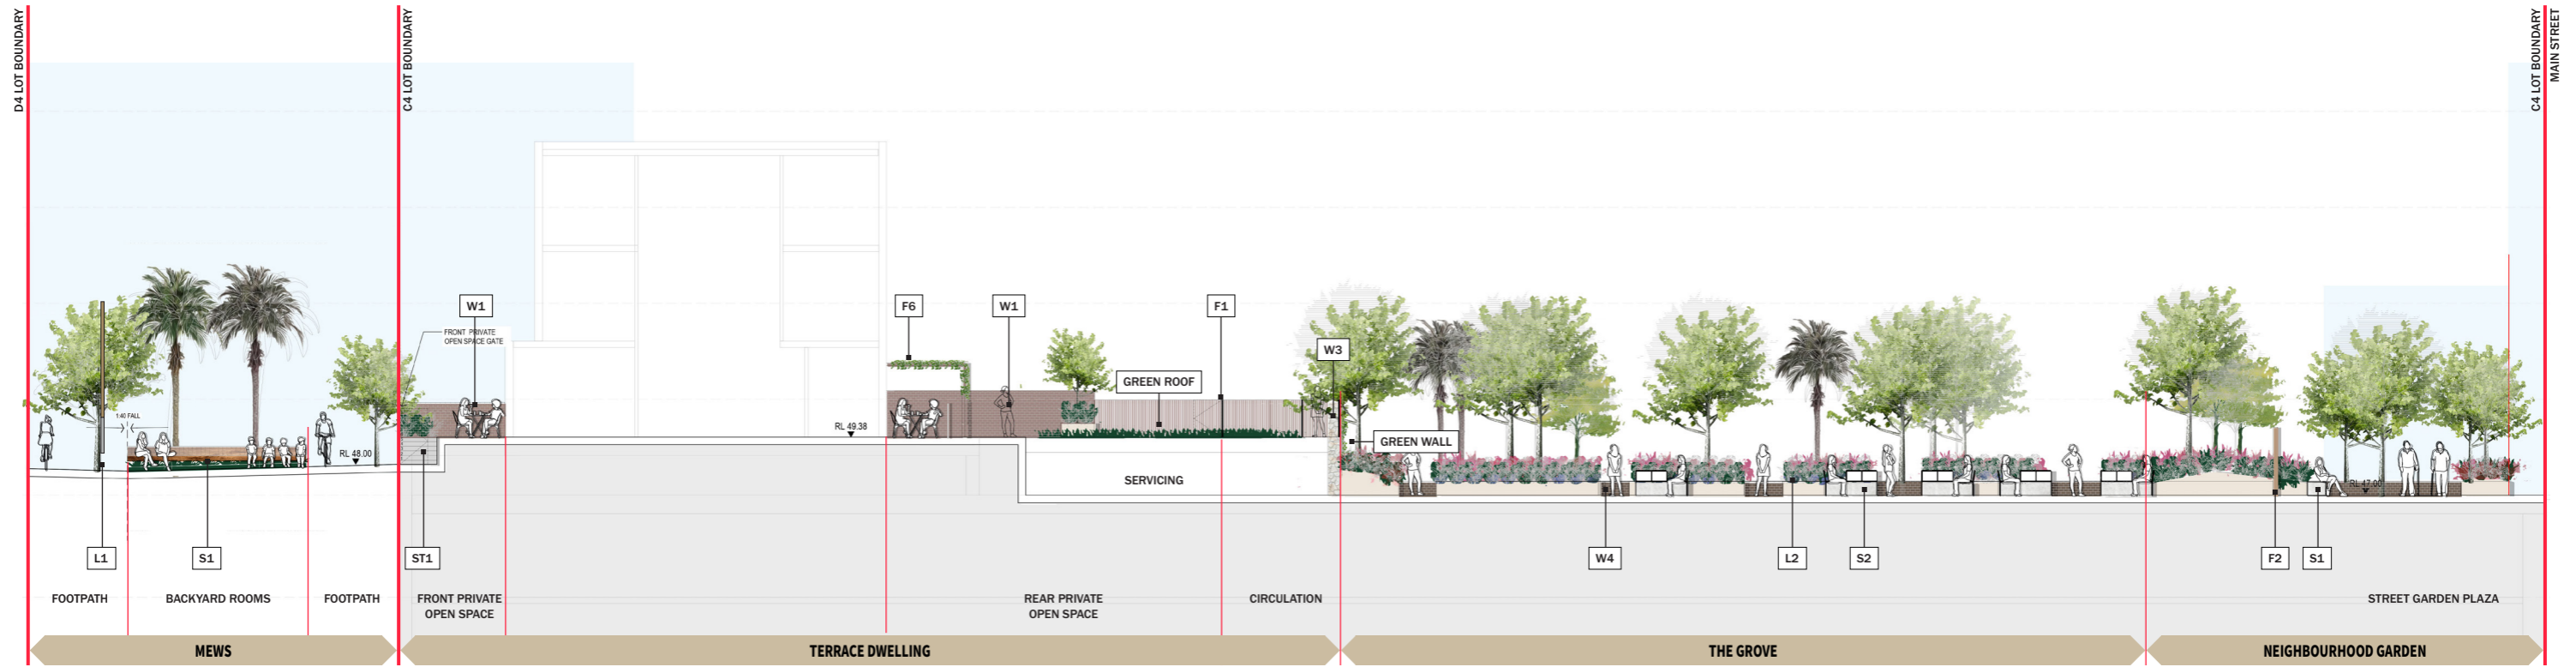 D4 LOT BOUNDARY
C4 LOT BOUNDARY
C4 LOT BOUNDARY
MAIN STREET
W1
FRONT PRIVATE
OPEN SPACE GATE
F6
W1
F1
W3
GREEN ROOF
1:40 FALL
RL 48.00
RL 49.38
GREEN WALL
SERVICING
RL 47.00
L1
S1
ST1
W4
L2
S2
F2
S1
FOOTPATH
BACKYARD ROOMS
FOOTPATH
FRONT PRIVATE
OPEN SPACE
REAR PRIVATE
OPEN SPACE
CIRCULATION
STREET GARDEN PLAZA
MEWS
TERRACE DWELLING
THE GROVE
NEIGHBOURHOOD GARDEN